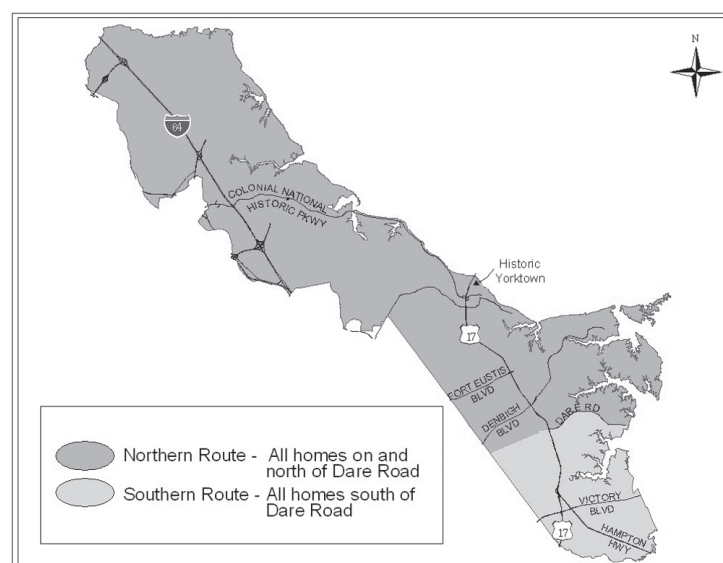 N
64
COLONIAL NATIONAL
HISTORIC PKWY
Historic
Yorktown
17
FORT EUSTIS
BLVD
DENBIGH
BLVD
DARE RD
Northern Route - All homes on and
north of Dare Road
Southern Route - All homes south of
Dare Road
VICTORY
BLVD
HAMPTON
HWY
17